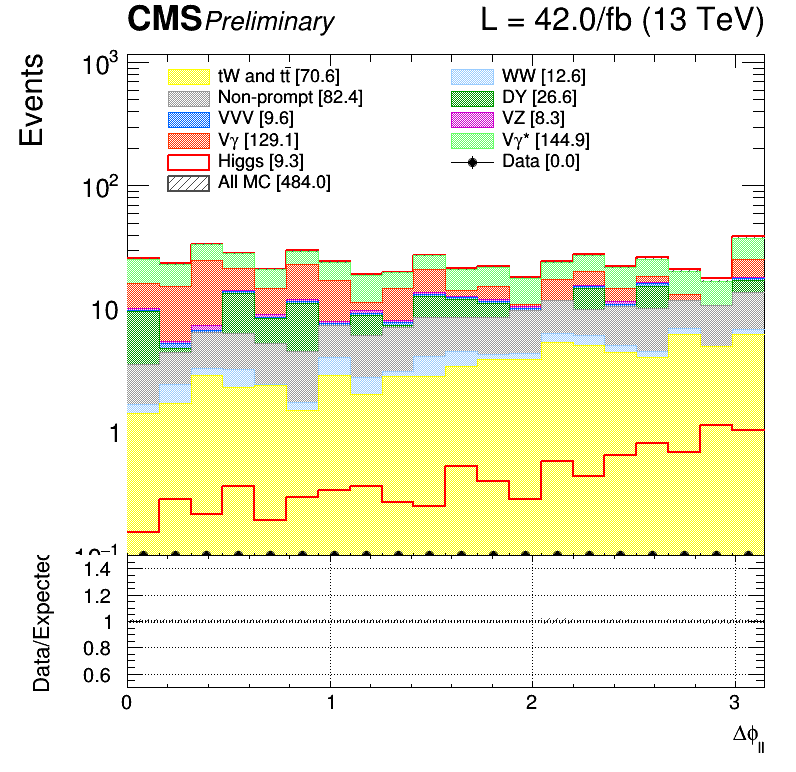 CMS Preliminary L = 42.0/fb (13 TeV)
Events
10³
10²
10
1
10⁻¹
tW and tt̄ [70.6]
WW [12.6]
Non-prompt [82.4]
DY [26.6]
VVV [9.6]
VZ [8.3]
Vγ [129.1]
Vγ* [144.9]
Higgs [9.3]
Data [0.0]
All MC [484.0]
Data/Expected
1.4
1.2
1
0.8
0.6
0 1 2 3
Δϕll